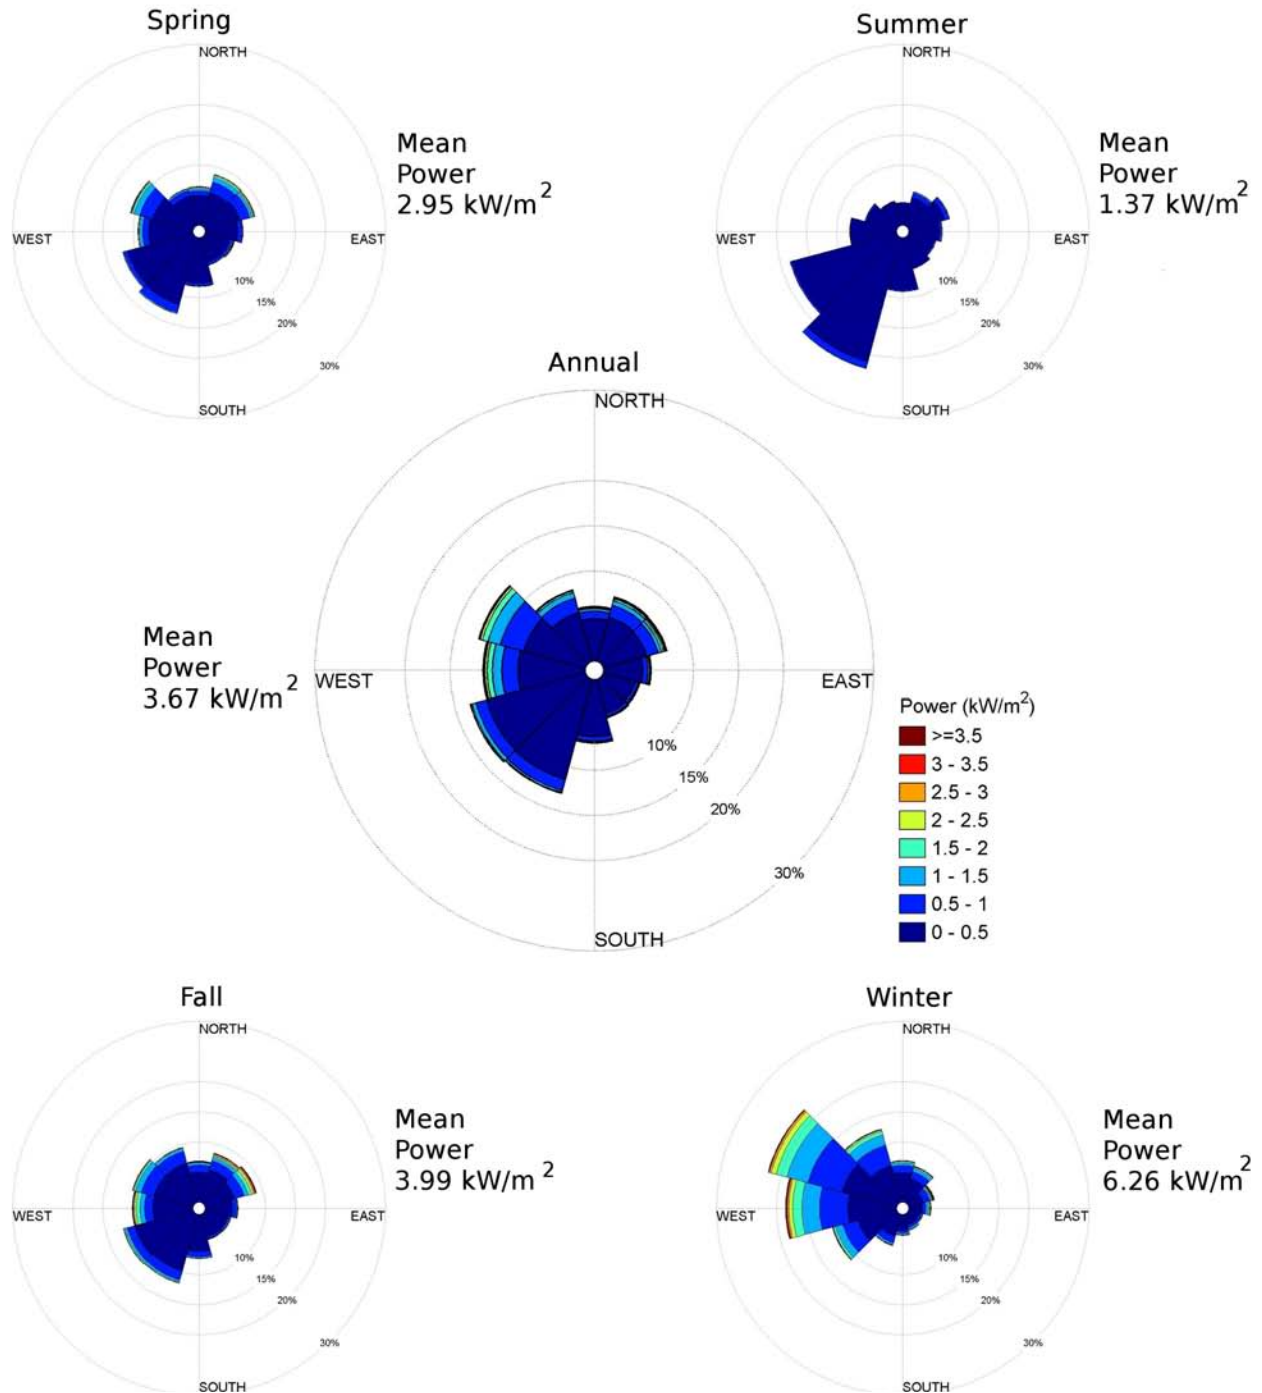 Spring
NORTH
WEST
EAST
SOUTH
10%
15%
20%
30%
Mean
Power
2.95 kW/m2
Summer
NORTH
WEST
EAST
SOUTH
10%
15%
20%
30%
Mean
Power
1.37 kW/m2
Annual
NORTH
WEST
EAST
SOUTH
10%
15%
20%
30%
Mean
Power
3.67 kW/m2
Power (kW/m2)
>=3.5
3 - 3.5
2.5 - 3
2 - 2.5
1.5 - 2
1 - 1.5
0.5 - 1
0 - 0.5
Fall
NORTH
WEST
EAST
SOUTH
10%
15%
20%
30%
Mean
Power
3.99 kW/m 2
Winter
NORTH
WEST
EAST
SOUTH
10%
15%
20%
30%
Mean
Power
6.26 kW/m2